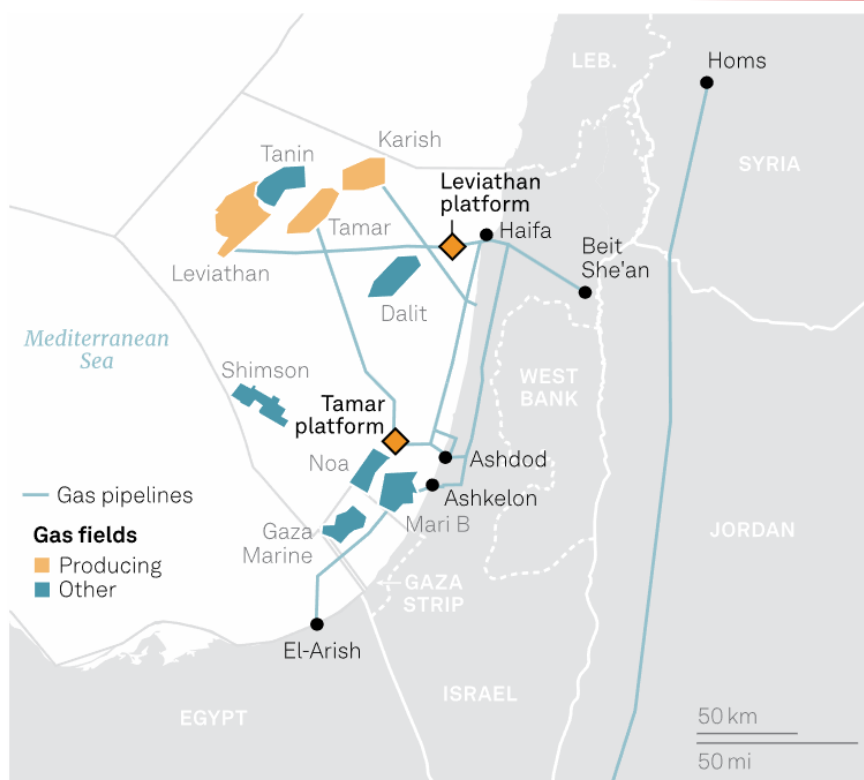 LEB.
Homs
SYRIA
Karish
Tanin
Leviathan
platform
Haifa
Tamar
Leviathan
Beit
She'an
Dalit
Mediterranean
Sea
Shimson
WEST
BANK
Tamar
platform
Noa
Ashdod
Ashkelon
Mari B
Gaza
Marine
JORDAN
GAZA
STRIP
El-Arish
ISRAEL
EGYPT
Gas pipelines
Gas fields
Producing
Other
50 km
50 mi